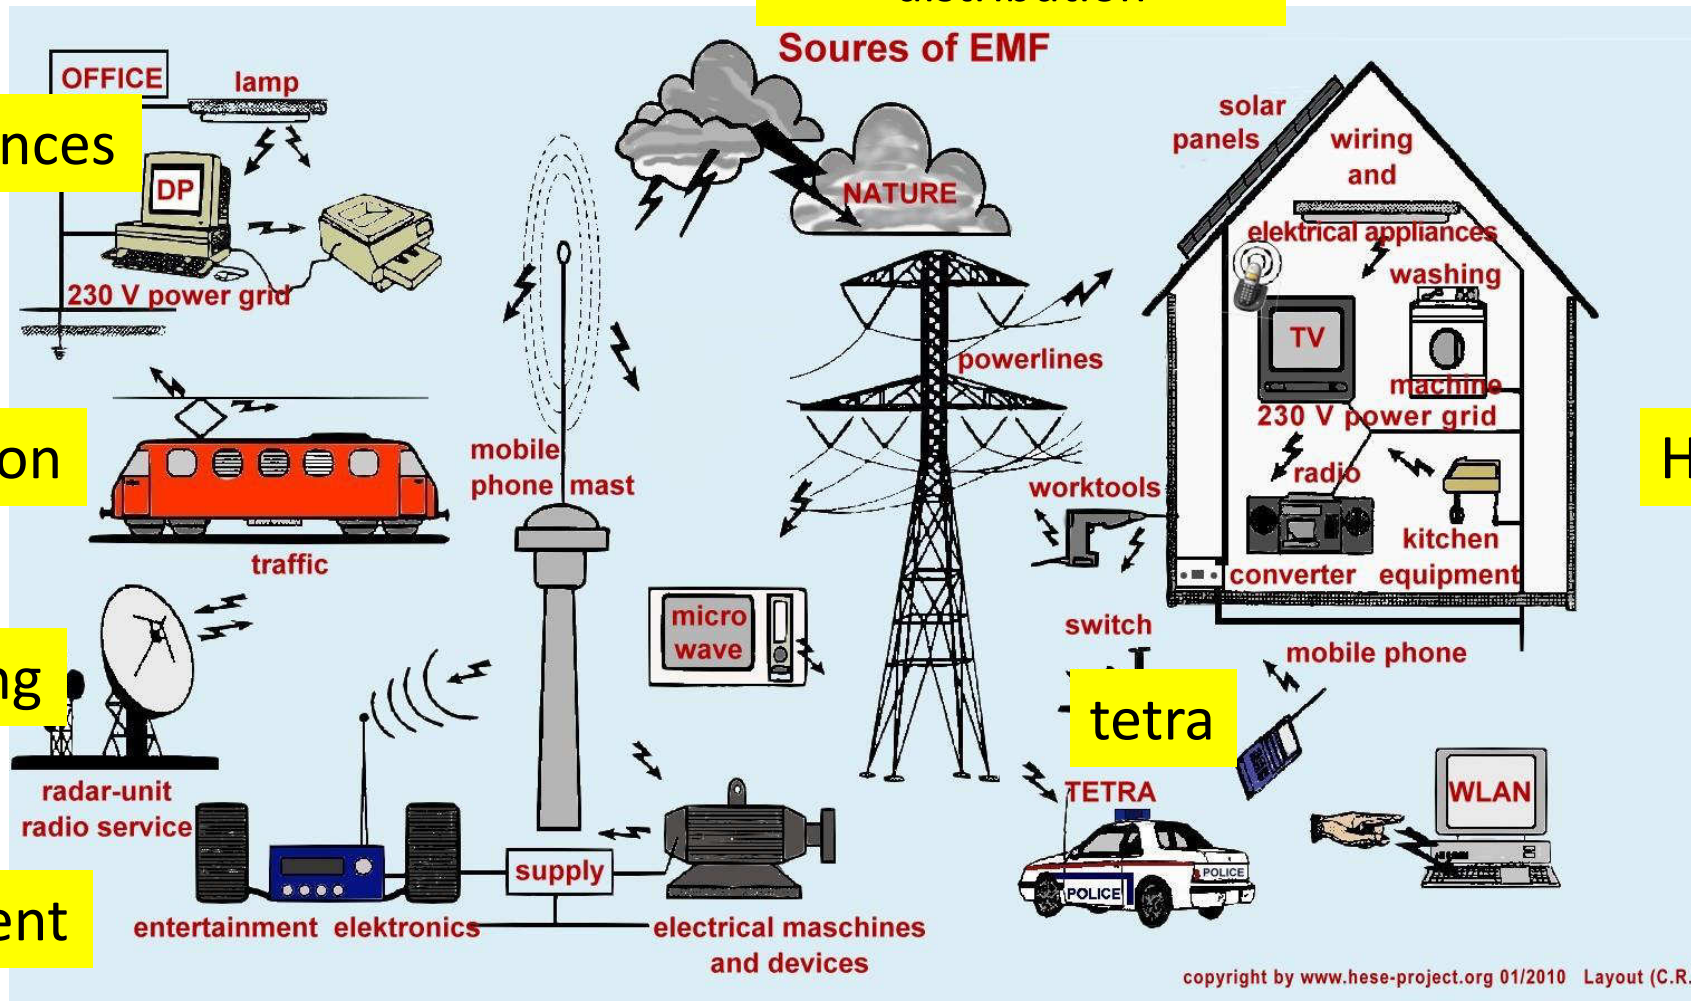 distribution
Soures of EMF
OFFICE
lamp
nces
DP
230 V power grid
NATURE
solar
panels
wiring
and
elektrical appliances
washing
TV
machine
230 V power grid
radio
kitchen
converter equipment
powerlines
mobile
phone mast
worktools
on
H
traffic
micro
wave
switch
tetra
mobile phone
ng
radar-unit
radio service
TETRA
WLAN
supply
POLICE
POLICE
ent
entertainment elektronics
electrical maschines
and devices
copyright by www.hese-project.org 01/2010 Layout (C.R.